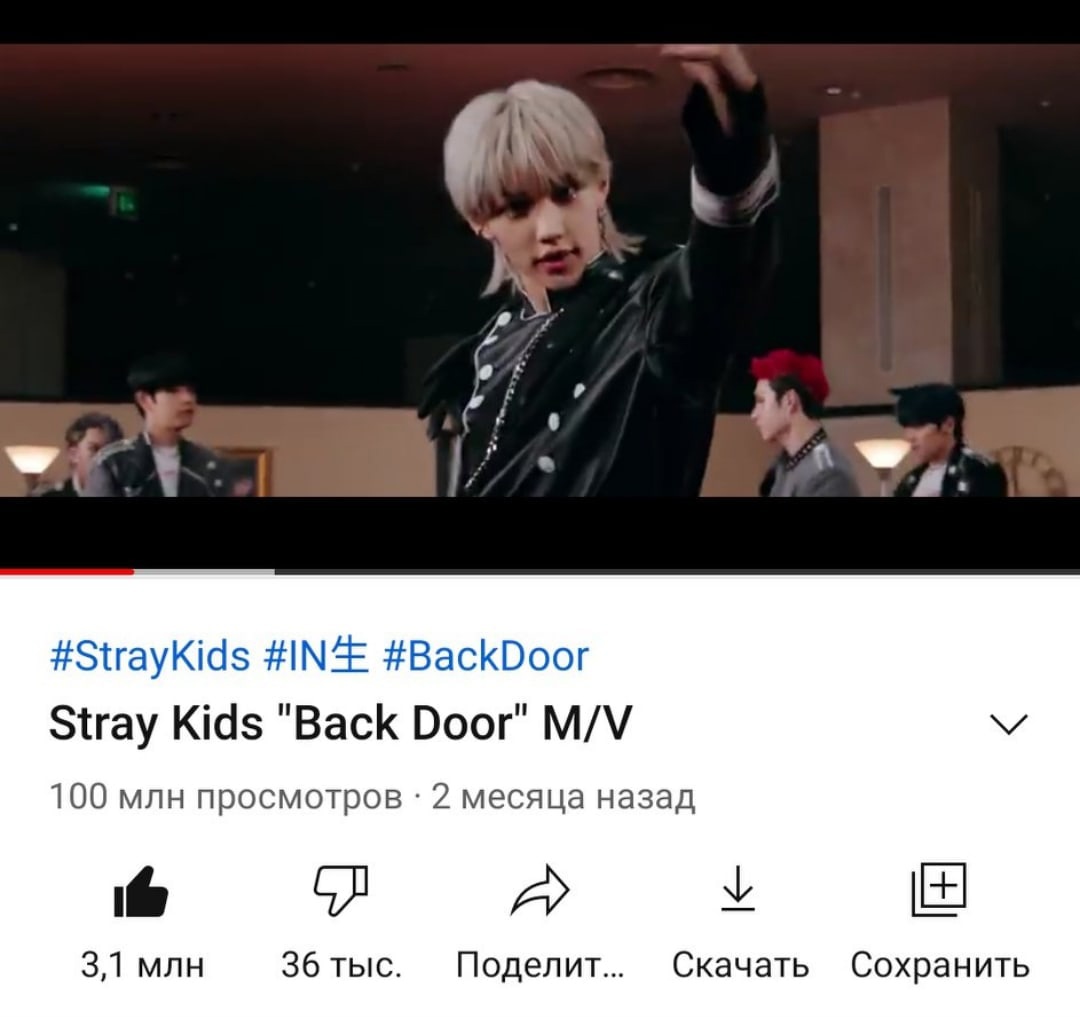 #StrayKids #IN生 #BackDoor
Stray Kids "Back Door" M/V
100 млн просмотров · 2 месяца назад
3,1 млн 36 тыс. Поделит... Скачать Сохранить